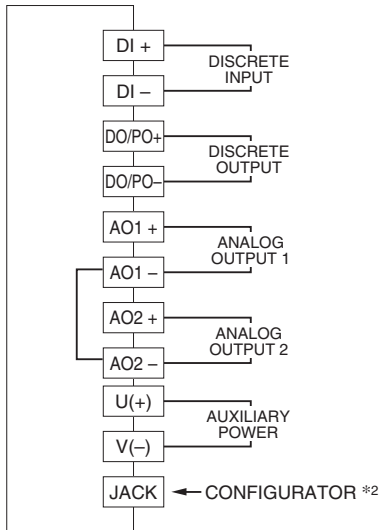 DI +
DISCRETE
INPUT
DI –
DO/PO+
DISCRETE
OUTPUT
DO/PO–
AO1 +
ANALOG
OUTPUT 1
AO1 –
AO2 +
ANALOG
OUTPUT 2
AO2 –
U(+)
AUXILIARY
POWER
V(–)
JACK CONFIGURATOR *2